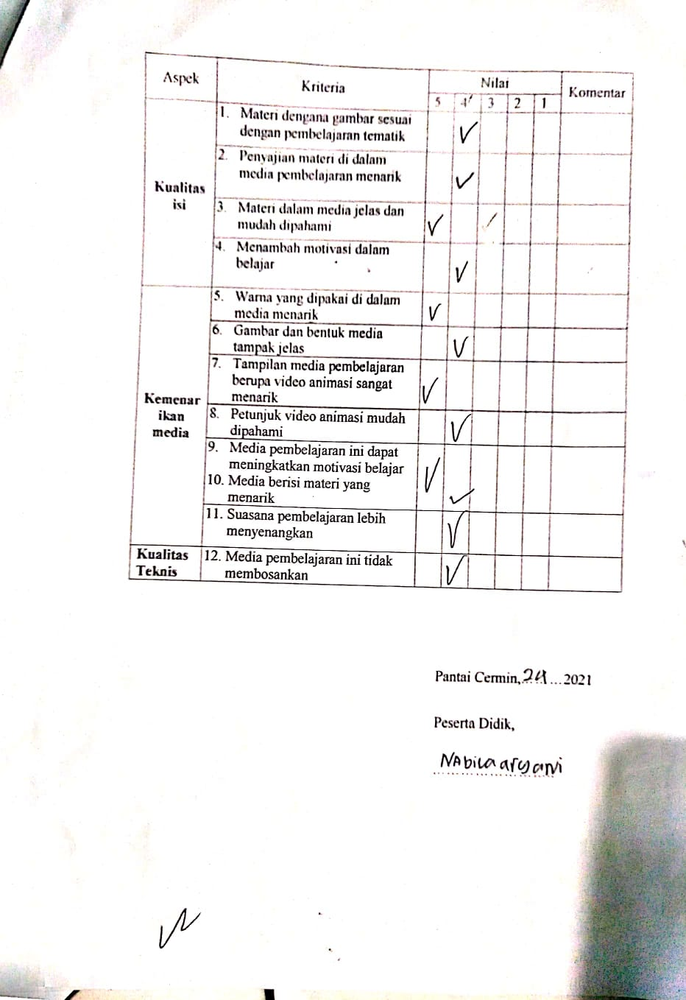 Aspek Kriteria Nilai Komentar
5 4 3 2 1
1. Materi dengana gambar sesuai
dengan pembelajaran tematik
2. Penyajian materi di dalam
media pembelajaran menarik
Kualitas
isi
3. Materi dalam media jelas dan
mudah dipahami
4. Menambah motivasi dalam
belajar
5. Warna yang dipakai di dalam
media menarik
6. Gambar dan bentuk media
tampak jelas
7. Tampilan media pembelajaran
berupa video animasi sangat
menarik
Kemenar
ikan
media
8. Petunjuk video animasi mudah
dipahami
9. Media pembelajaran ini dapat
meningkatkan motivasi belajar
10. Media berisi materi yang
menarik
11. Suasana pembelajaran lebih
menyenangkan
Kualitas
Teknis
12. Media pembelajaran ini tidak
membosankan
Pantai Cermin, 24 ... 2021
Peserta Didik,
NAbila aryani